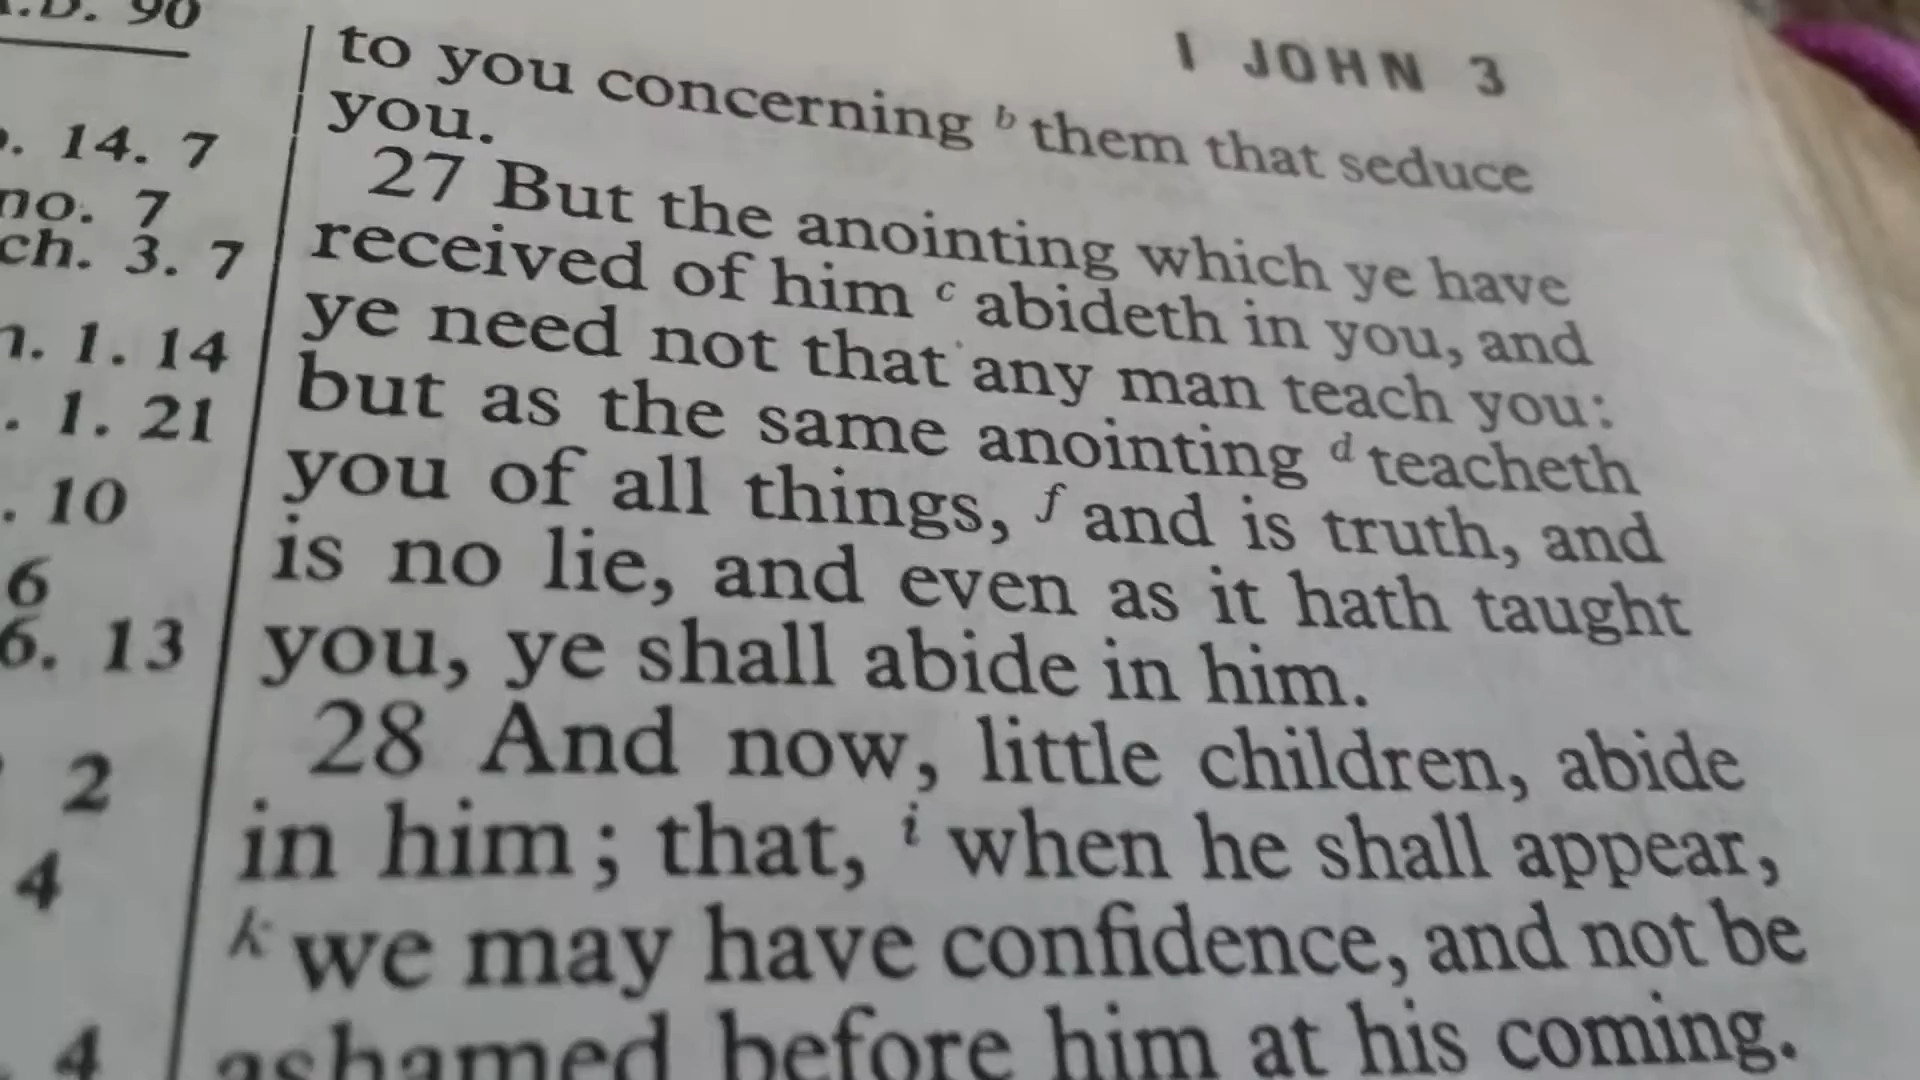 A.D. 90
I JOHN 3
. 14. 7
no. 7
ch. 3. 7
. 1. 14
. 1. 21
. 10
6
6. 13
2
4
4
to you concerning b them that seduce
you.
27 But the anointing which ye have
received of him c abideth in you, and
ye need not that any man teach you:
but as the same anointing d teacheth
you of all things, f and is truth, and
is no lie, and even as it hath taught
you, ye shall abide in him.
28 And now, little children, abide
in him; that, i when he shall appear,
k we may have confidence, and not be
ashamed before him at his coming.